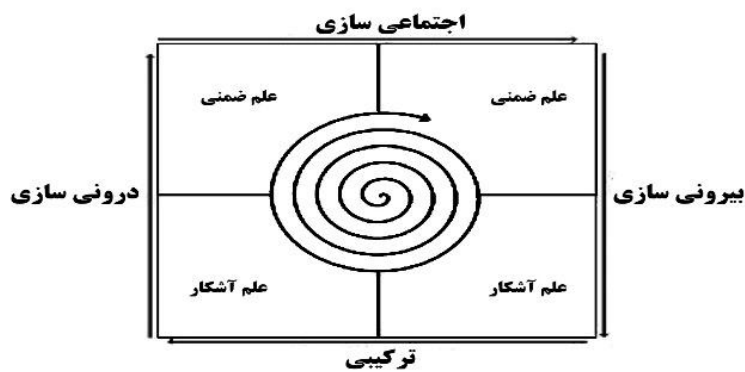 اجتماعی سازی
علم ضمنی
علم ضمنی
بیرونی سازی
درونی سازی
علم آشکار
علم آشکار
ترکیبی